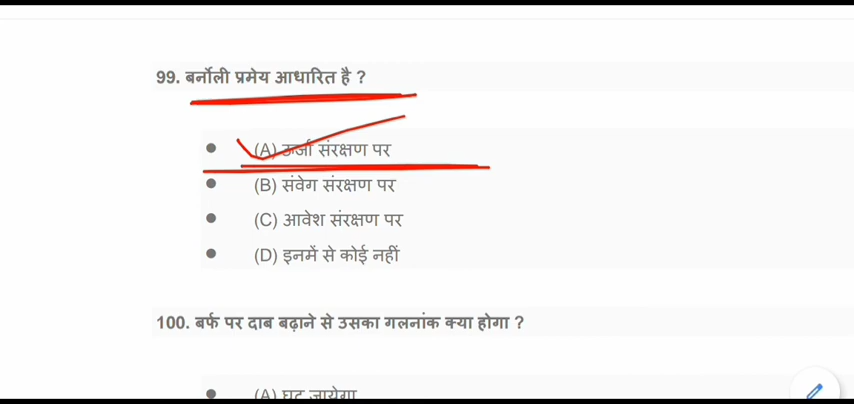 99. बर्नोली प्रमेय आधारित है ?
(A) ऊर्जा संरक्षण पर
(B) संवेग संरक्षण पर
(C) आवेश संरक्षण पर
(D) इनमें से कोई नहीं
100. बर्फ पर दाब बढ़ाने से उसका गलनांक क्या होगा ?
(A) घट जायेगा